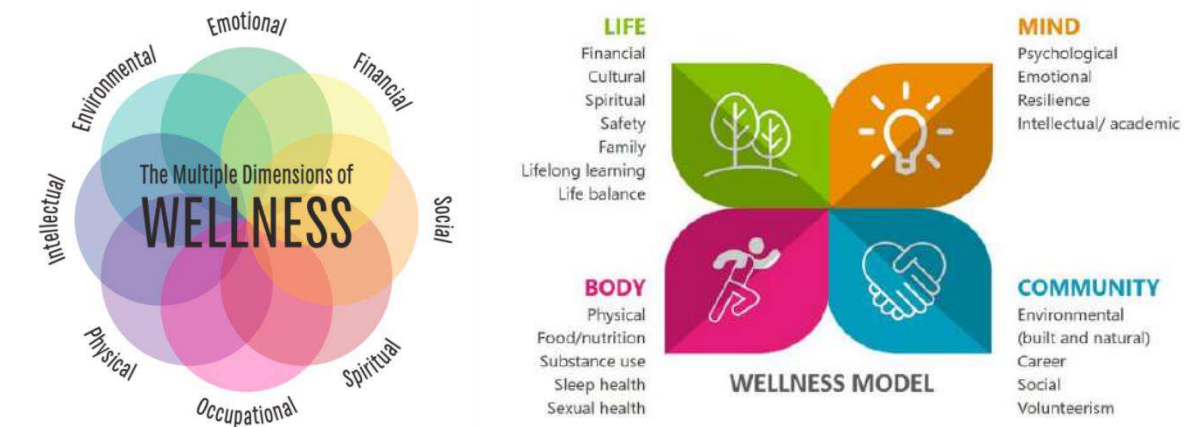 Emotional
Financial
Social
Spiritual
Occupational
Physical
Intellectual
Environmental
The Multiple Dimensions of
WELLNESS
LIFE
Financial
Cultural
Spiritual
Safety
Family
Lifelong learning
Life balance
MIND
Psychological
Emotional
Resilience
Intellectual/ academic
BODY
Physical
Food/nutrition
Substance use
Sleep health
Sexual health
COMMUNITY
Environmental
(built and natural)
Career
Social
Volunteerism
WELLNESS MODEL